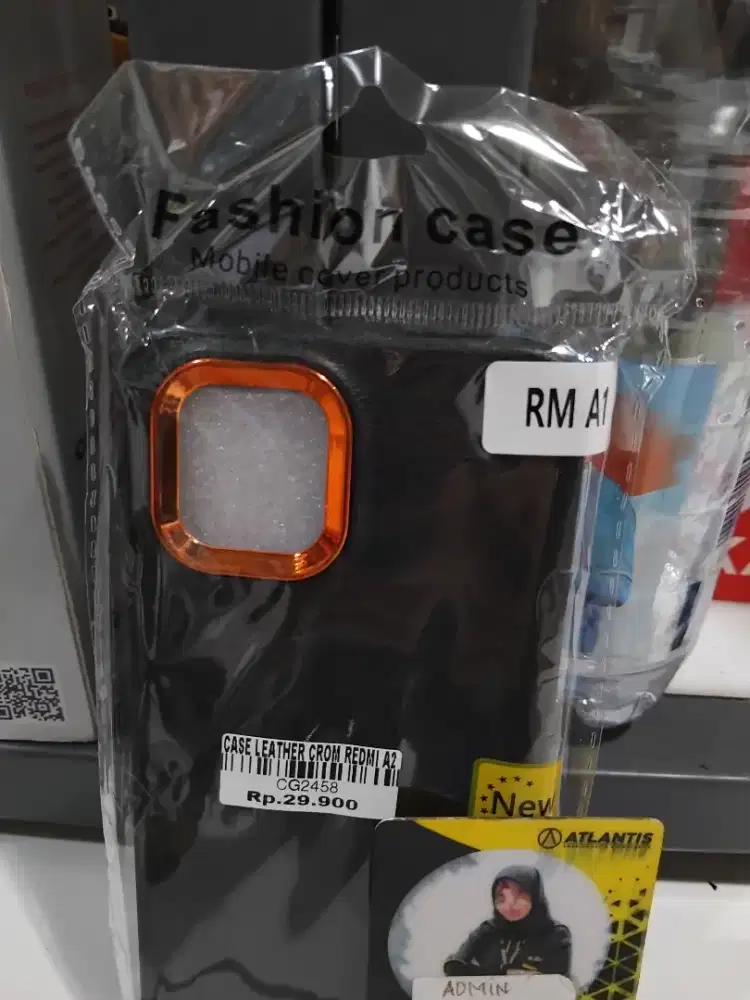 Fashion case
Mobile cover products
RM A1
CASE LEATHER CROM REDMI A2
CG2458
Rp.29.900
New
ATLANTIS
ADMIN